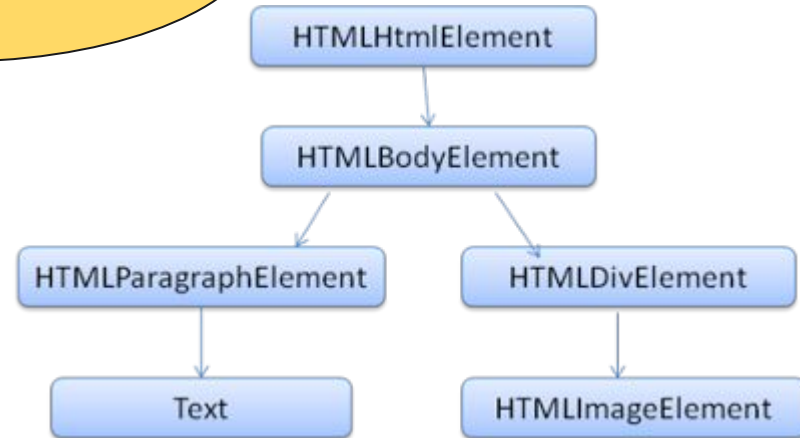 HTMLHtmlElement
HTMLBodyElement
HTMLParagraphElement
HTMLDivElement
Text
HTMLImageElement